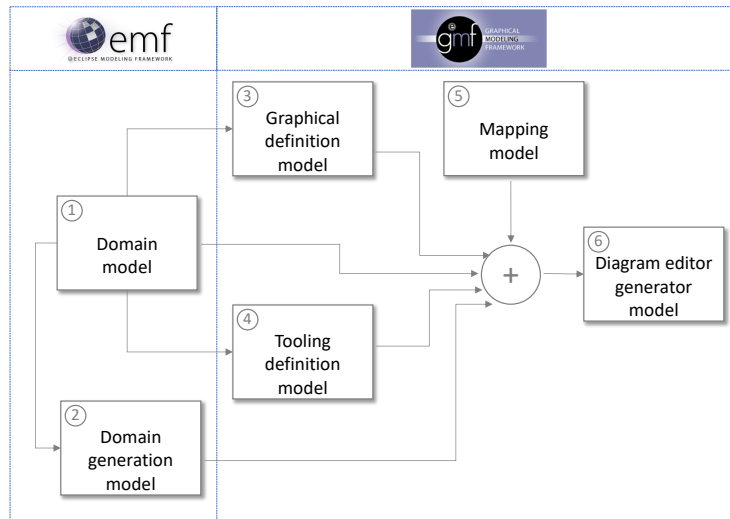 emf
ECLIPSE MODELING FRAMEWORK
gmf
GRAPHICAL
MODELING
FRAMEWORK
3
Graphical
definition
model
5
Mapping
model
1
Domain
model
+
6
Diagram editor
generator
model
4
Tooling
definition
model
2
Domain
generation
model